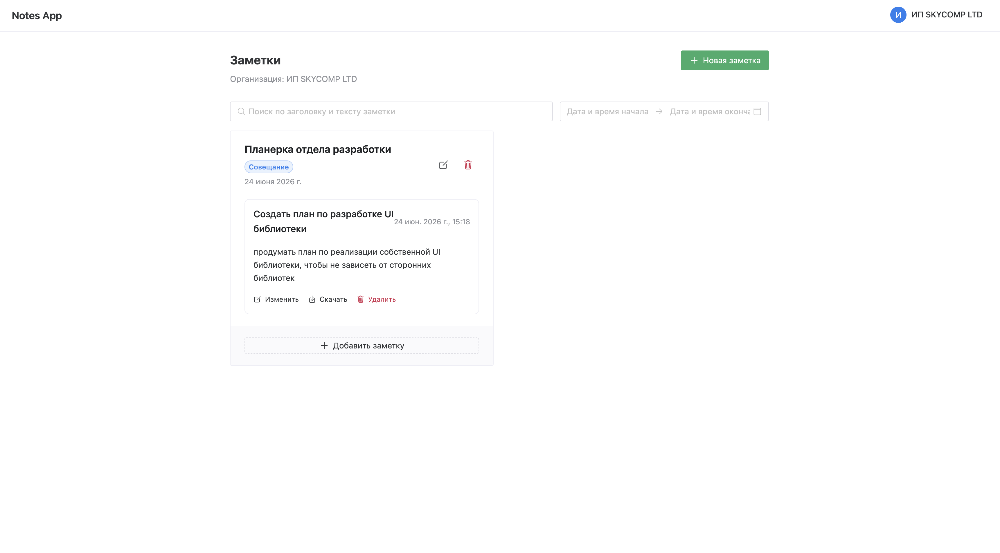 Notes App
И ИП SKYCOMP LTD
Заметки
Новая заметка
Организация: ИП SKYCOMP LTD
Поиск по заголовку и тексту заметки
Дата и время начала → Дата и время оконча
Планерка отдела разработки
Совещание
24 июня 2026 г.
Создать план по разработке UI
библиотеки
24 июн. 2026 г., 15:18
продумать план по реализации собственной UI
библиотеки, чтобы не зависеть от сторонних
библиотек
Изменить Скачать Удалить
Добавить заметку